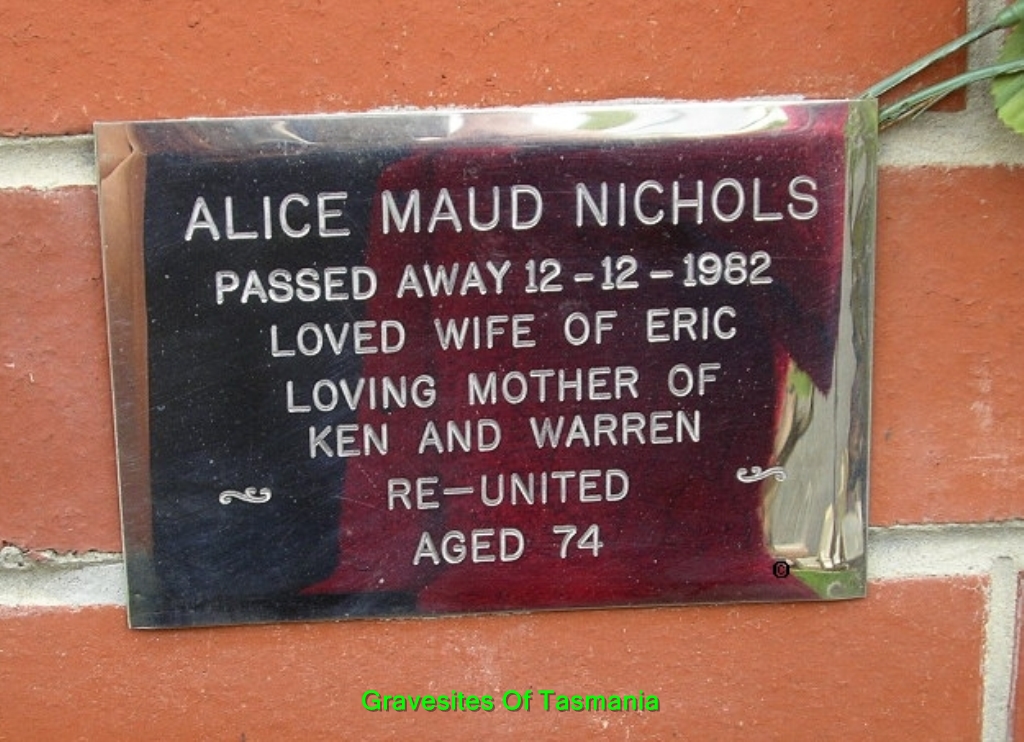 ALICE MAUD NICHOLS
PASSED AWAY 12-12-1982
LOVED WIFE OF ERIC
LOVING MOTHER OF
KEN AND WARREN
RE-UNITED
AGED 74
©
Gravesites Of Tasmania